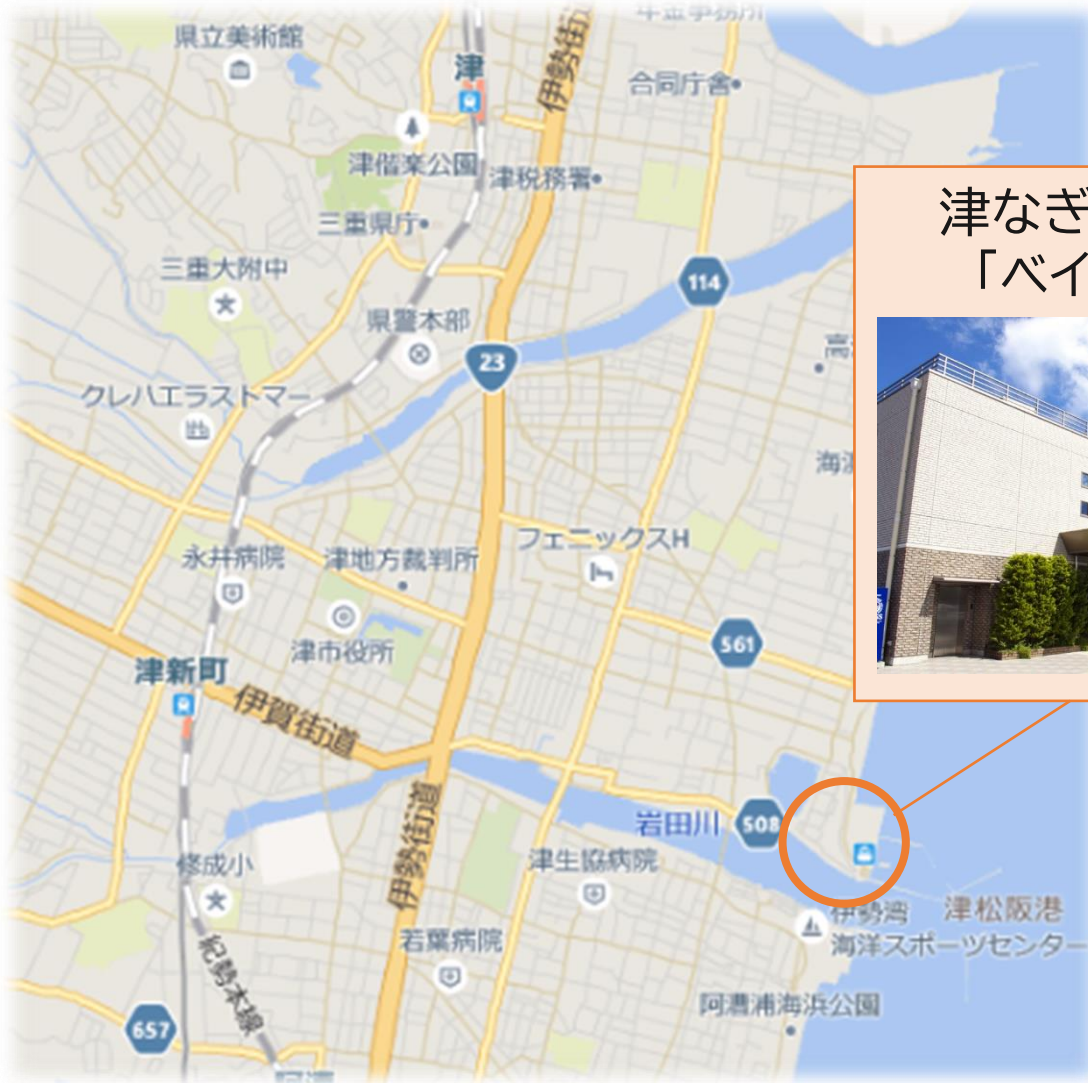 県立美術館
津
伊勢街道
合同庁舎
津偕楽公園
津税務署
三重県庁
三重大附中
114
県警本部
23
クレハエラストマー
津なぎ
「ベイ
永井病院
津地方裁判所
フェニックスH
津市役所
561
津新町
伊賀街道
伊勢街道
岩田川
508
修成小
津生協病院
伊勢湾
海洋スポーツセンター
津松阪港
若葉病院
紀勢本線
阿漕浦海浜公園
657